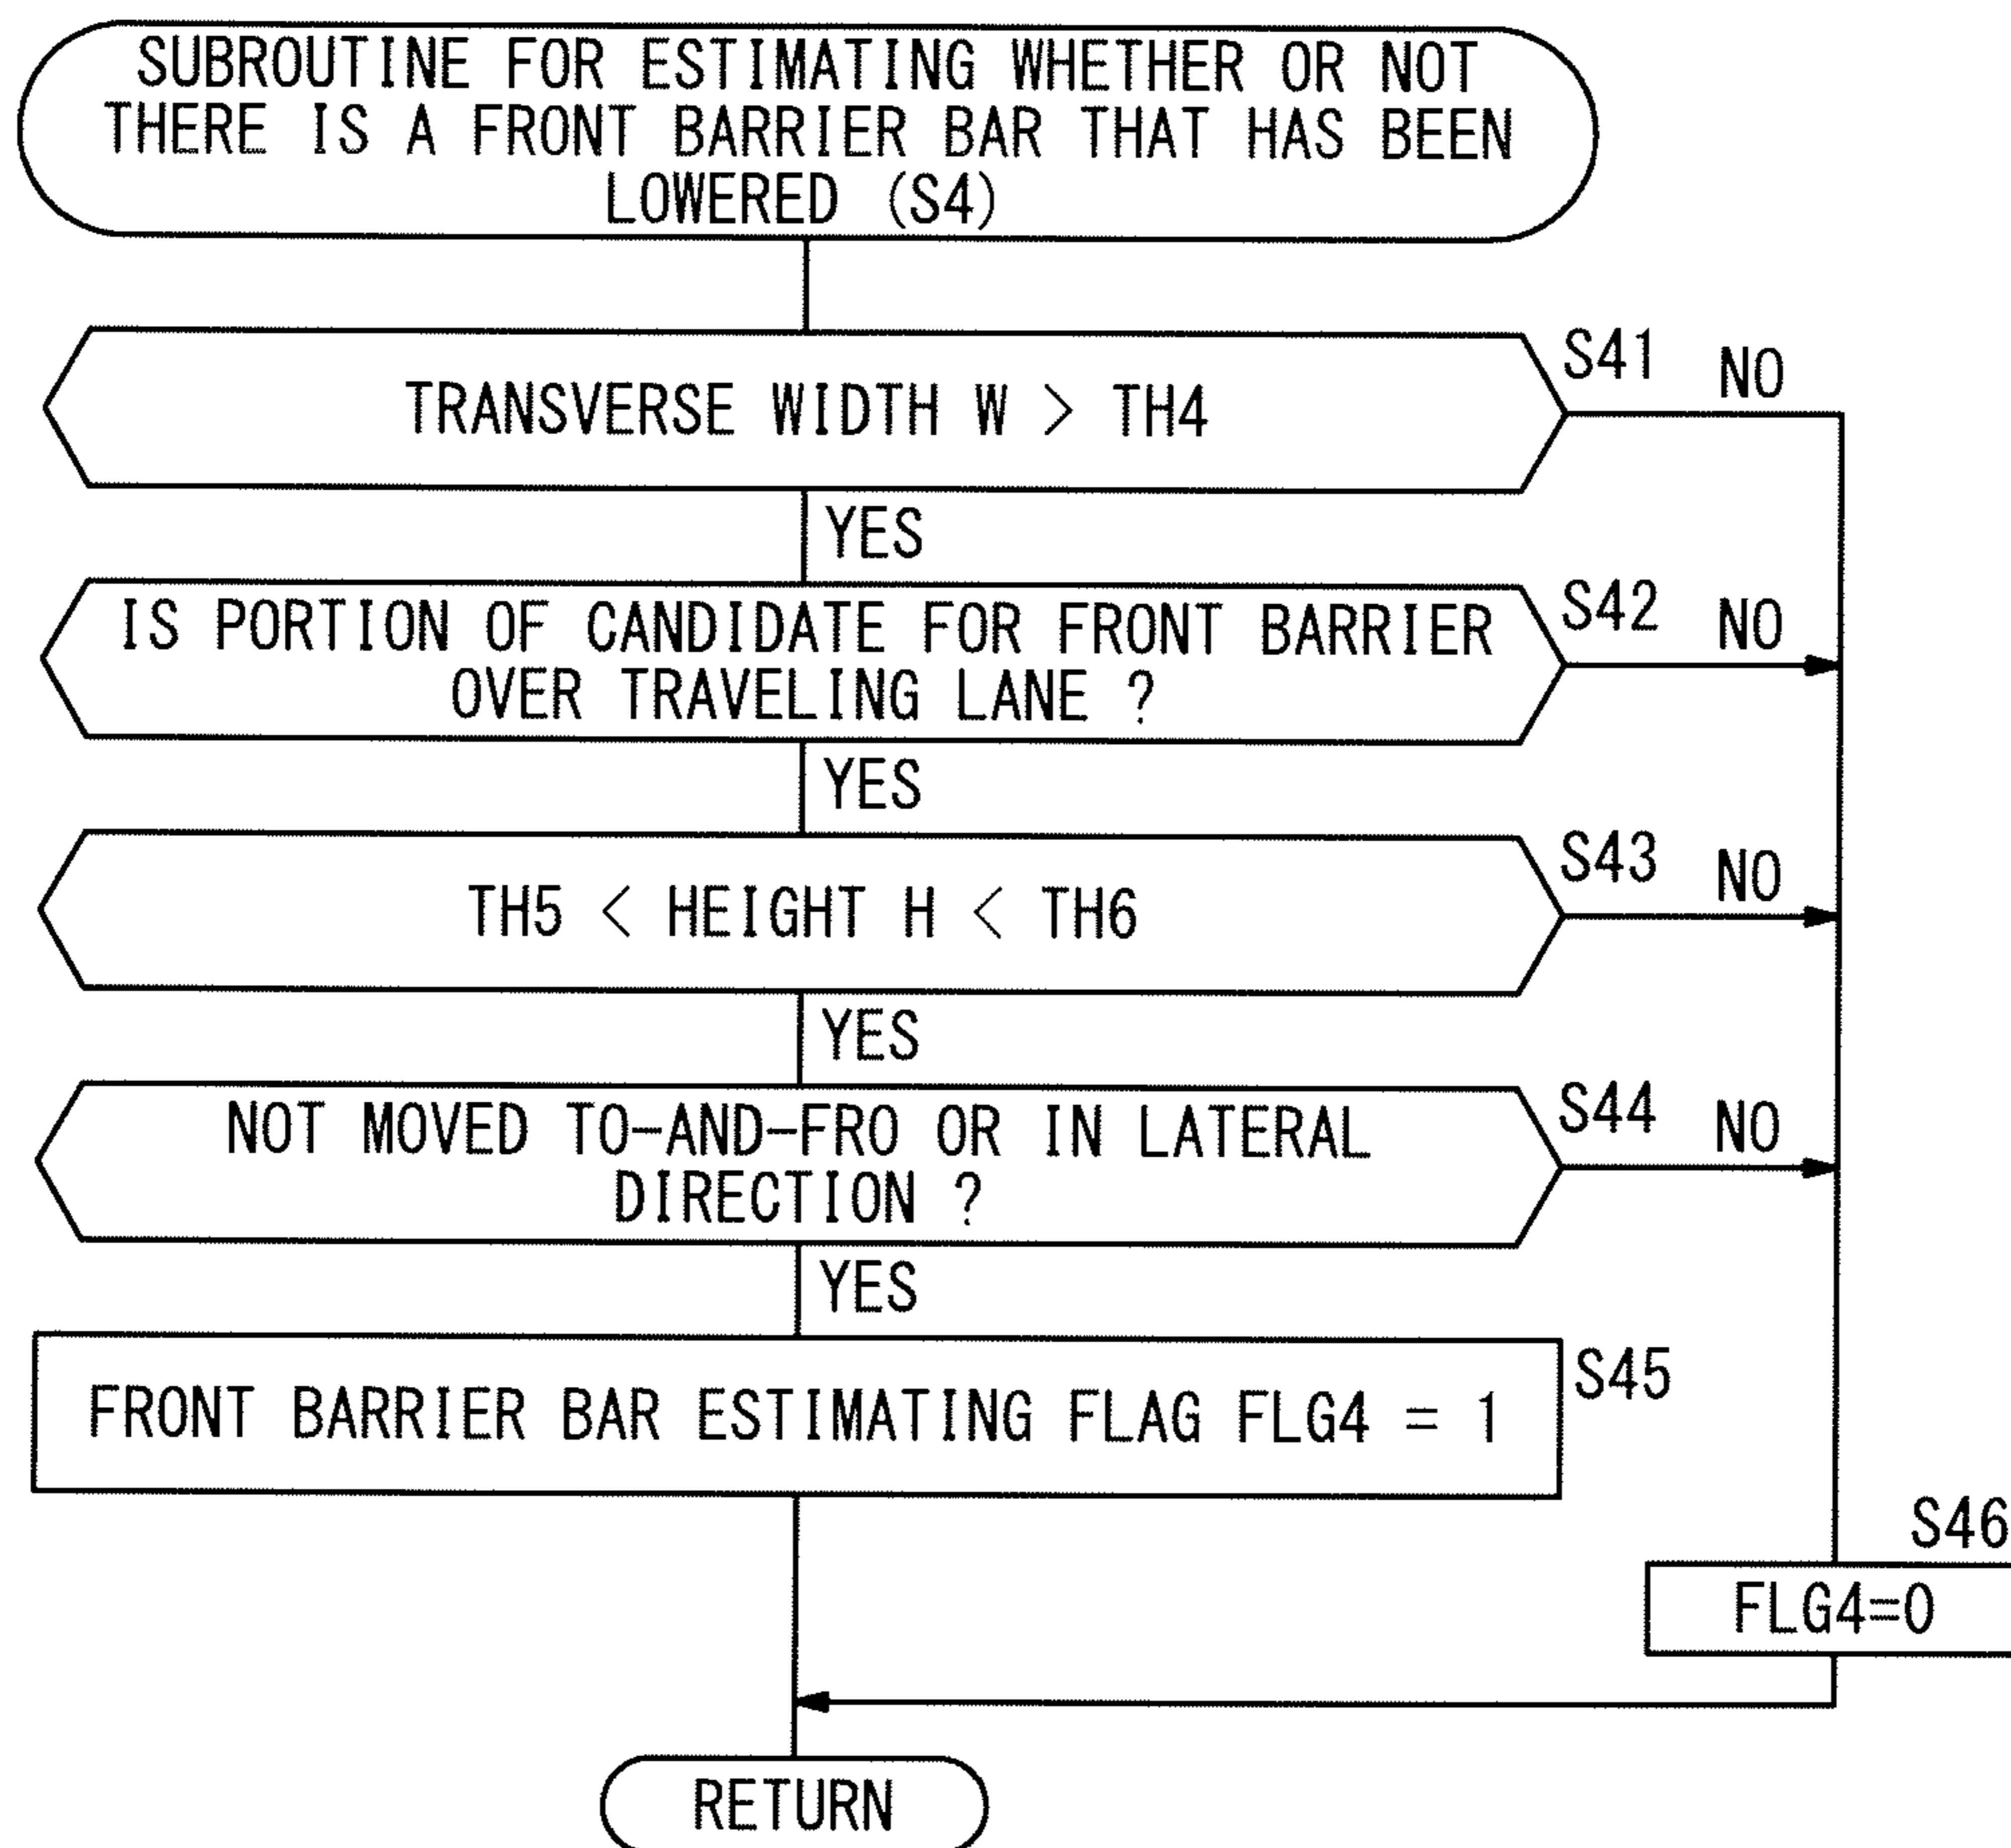 SUBROUTINE FOR ESTIMATING WHETHER OR NOT
THERE IS A FRONT BARRIER BAR THAT HAS BEEN
LOWERED (S4)
S41
NO
TRANSVERSE WIDTH W > TH4
YES
S42
NO
IS PORTION OF CANDIDATE FOR FRONT BARRIER
OVER TRAVELING LANE ?
YES
S43
NO
TH5 < HEIGHT H < TH6
YES
S44
NO
NOT MOVED TO-AND-FRO OR IN LATERAL
DIRECTION ?
YES
S45
FRONT BARRIER BAR ESTIMATING FLAG FLG4 = 1
S46
FLG4=0
RETURN